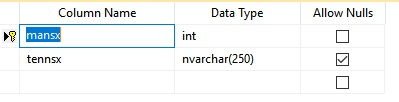 Column Name Data Type Allow Nulls
mansx int
tennsx nvarchar(250)